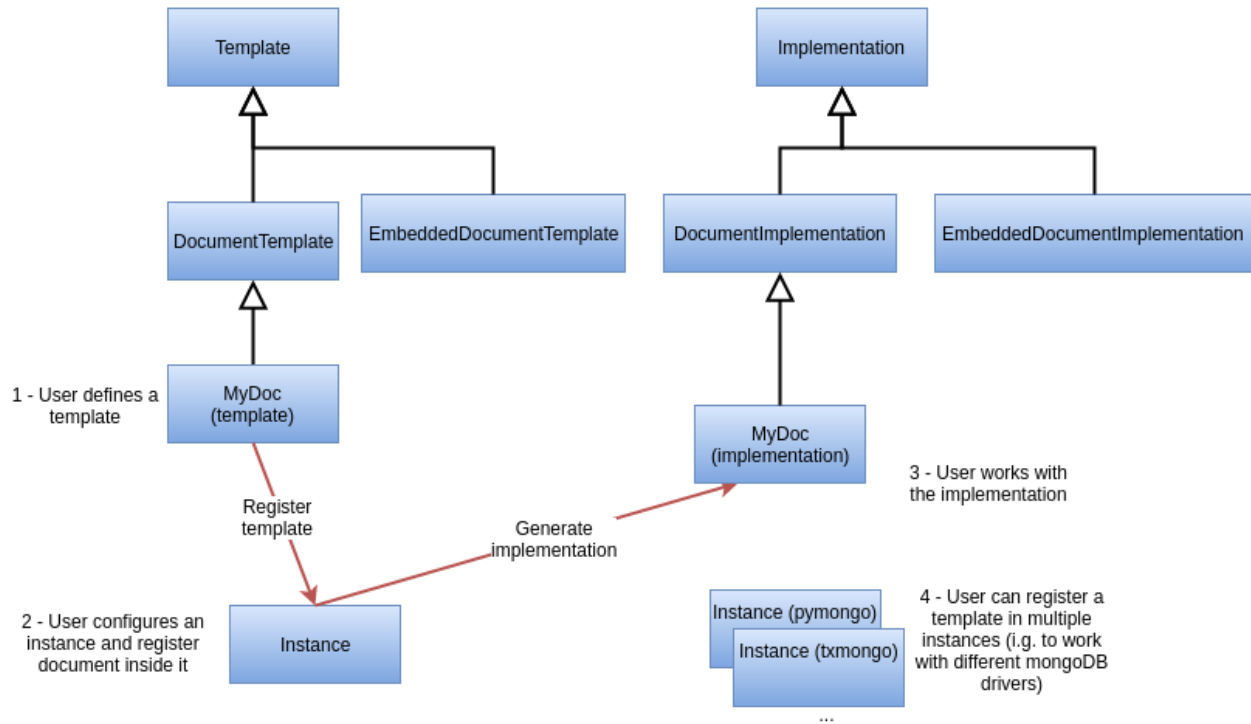 Template
Implementation
DocumentTemplate
EmbeddedDocumentTemplate
DocumentImplementation
EmbeddedDocumentImplementation
1 - User defines a
template
MyDoc
(template)
MyDoc
(implementation)
3 - User works with
the implementation
Register
template
Generate
implementation
2 - User configures an
instance and register
document inside it
Instance
Instance (pymongo)
Instance (txmongo)
...
4 - User can register a
template in multiple
instances (i.g. to work
with different mongoDB
drivers)